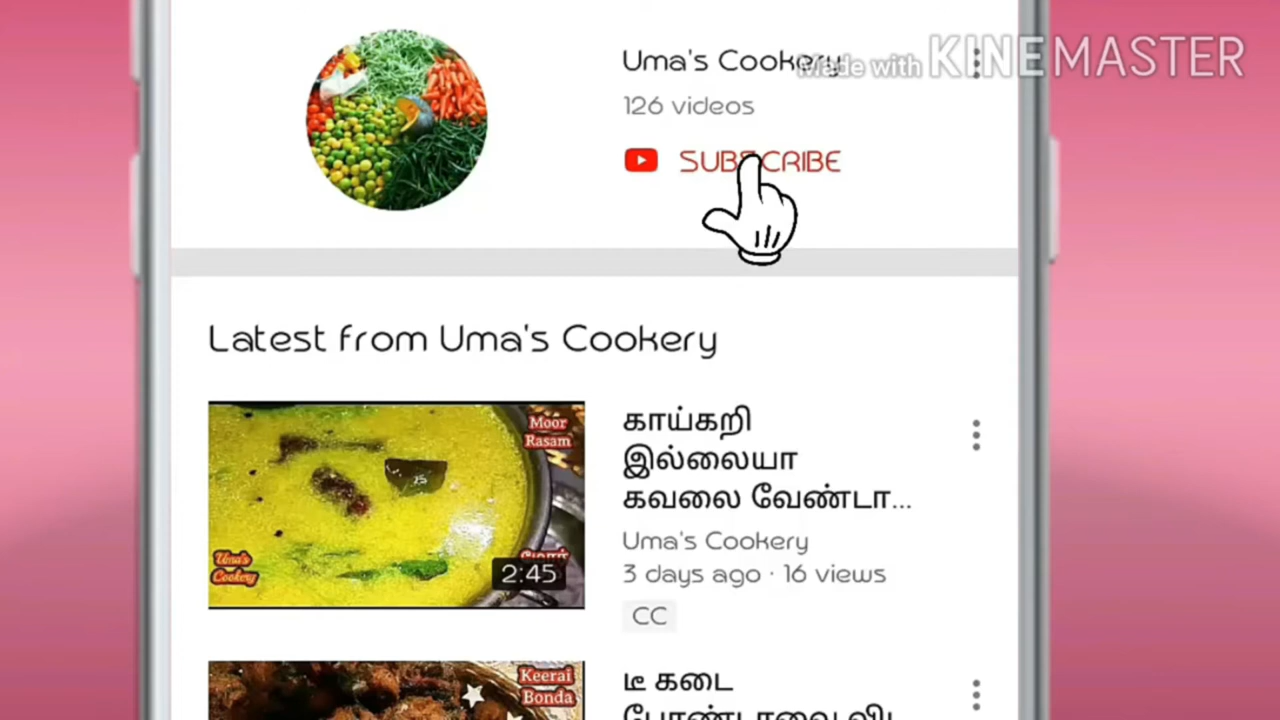 Uma's Cookery
Made with KINEMASTER
126 videos
SUBSCRIBE
Latest from Uma's Cookery
Moor
Rasam
Uma's
Cookery
2:45
காய்கறி
இல்லையா
கவலை வேண்டா...
Uma's Cookery
3 days ago · 16 views
CC
Keerai
Bonda
டீ கடை